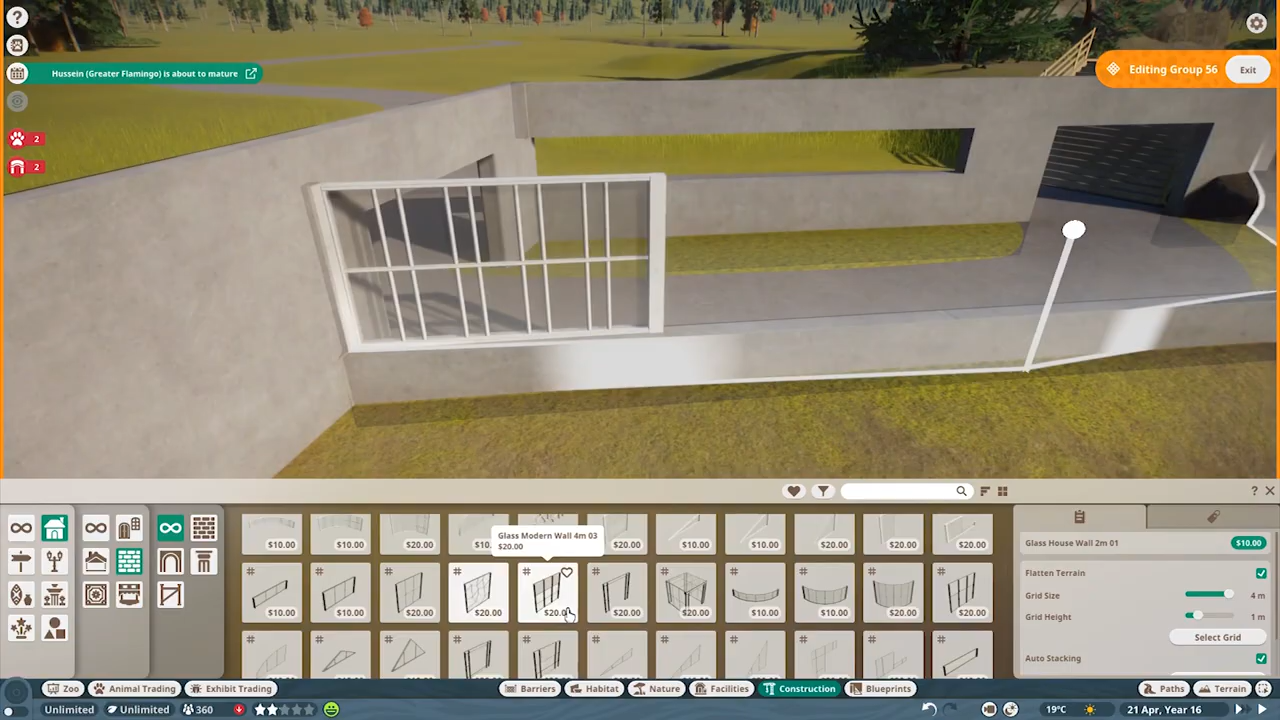 ?
Hussein (Greater Flamingo) is about to mature
Editing Group 56
Exit
2
2
? ×
$10.00 $10.00 $20.00 $10.00 $20.00 $10.00 $10.00 $20.00 $20.00 $20.00
Glass Modern Wall 4m 03
$20.00
$10.00 $10.00 $20.00 $20.00 $20.00 $20.00 $20.00 $10.00 $10.00 $20.00 $20.00
Glass House Wall 2m 01 $10.00
Flatten Terrain
Grid Size 4 m
Grid Height 1 m
Select Grid
Auto Stacking
Zoo Animal Trading Exhibit Trading Barriers Habitat Nature Facilities Construction Blueprints Paths Terrain
Unlimited Unlimited 360 19°C 21 Apr, Year 16